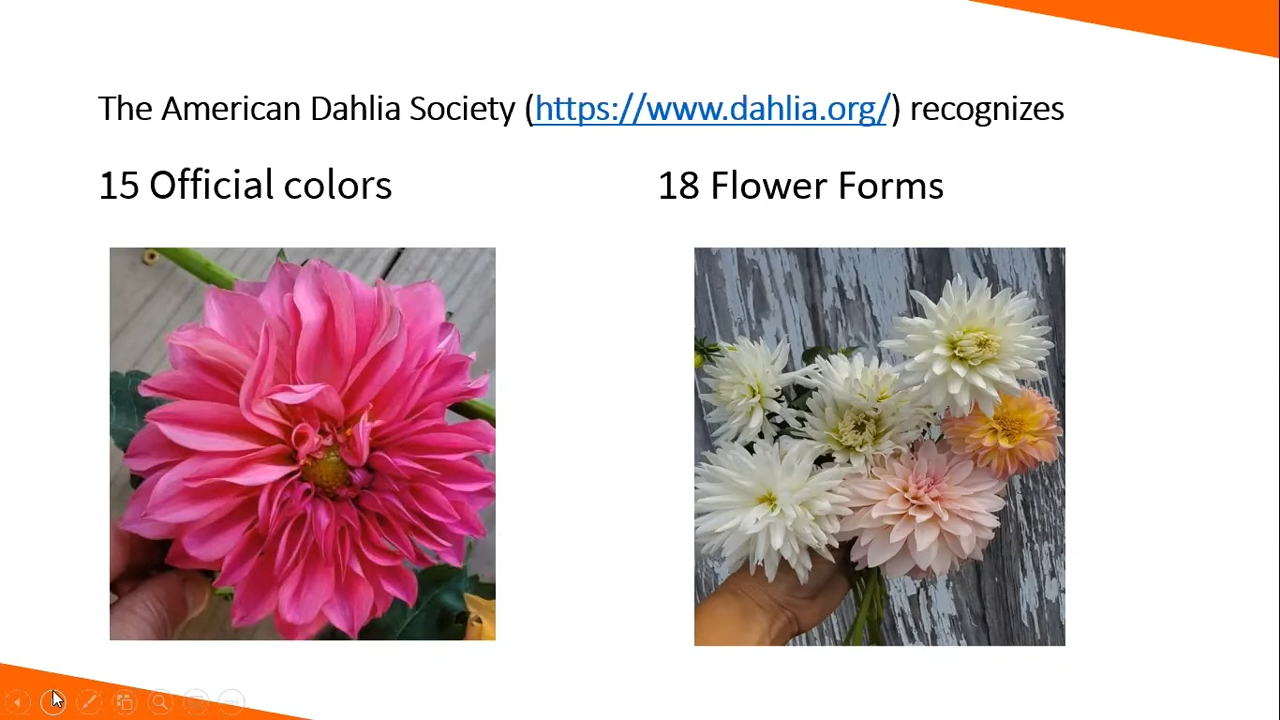 The American Dahlia Society (https://www.dahlia.org/) recognizes
15 Official colors
18 Flower Forms